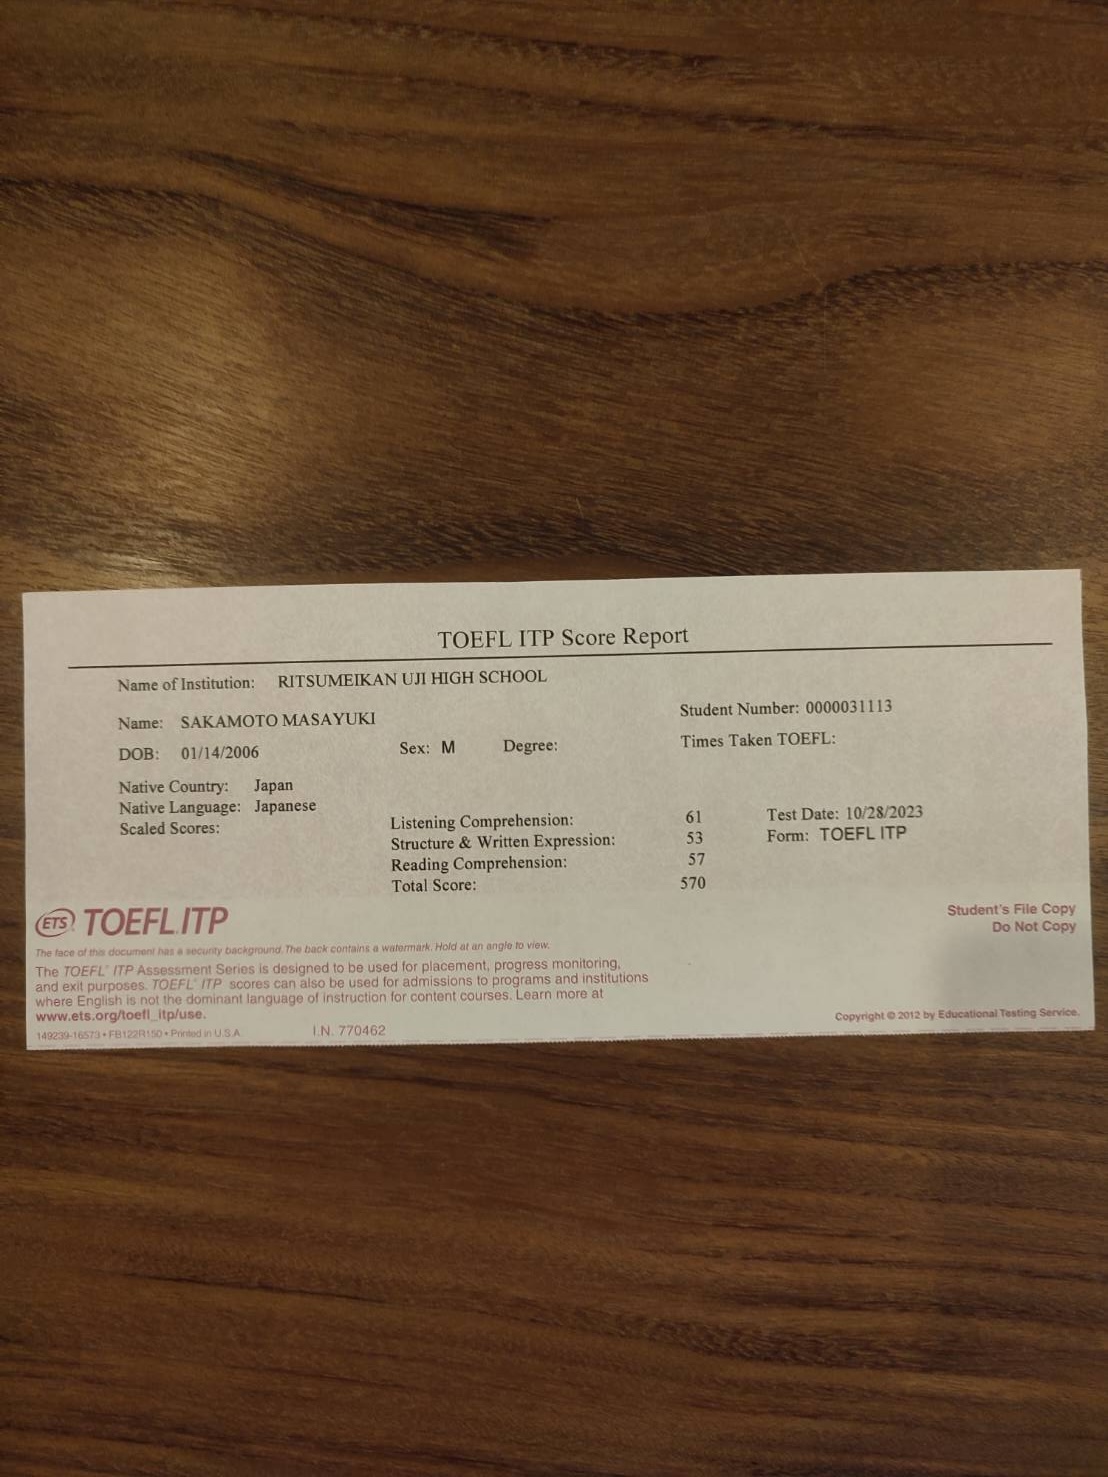 TOEFL ITP Score Report
Name of Institution: RITSUMEIKAN UJI HIGH SCHOOL
Name: SAKAMOTO MASAYUKI
Student Number: 0000031113
DOB: 01/14/2006 Sex: M Degree:
Times Taken TOEFL:
Native Country: Japan
Native Language: Japanese
Scaled Scores:
Listening Comprehension: 61
Structure & Written Expression: 53
Reading Comprehension: 57
Total Score: 570
Test Date: 10/28/2023
Form: TOEFL ITP
ETS TOEFL ITP
Student's File Copy
Do Not Copy
The face of this document has a security background. The back contains a watermark. Hold at an angle to view.
The TOEFL® ITP Assessment Series is designed to be used for placement, progress monitoring,
and exit purposes. TOEFL® ITP scores can also be used for admissions to programs and institutions
where English is not the dominant language of instruction for content courses. Learn more at
www.ets.org/toefl_itp/use.
Copyright © 2012 by Educational Testing Service.
149239-16573 • FB122R150 • Printed in U.S.A.
I.N. 770462